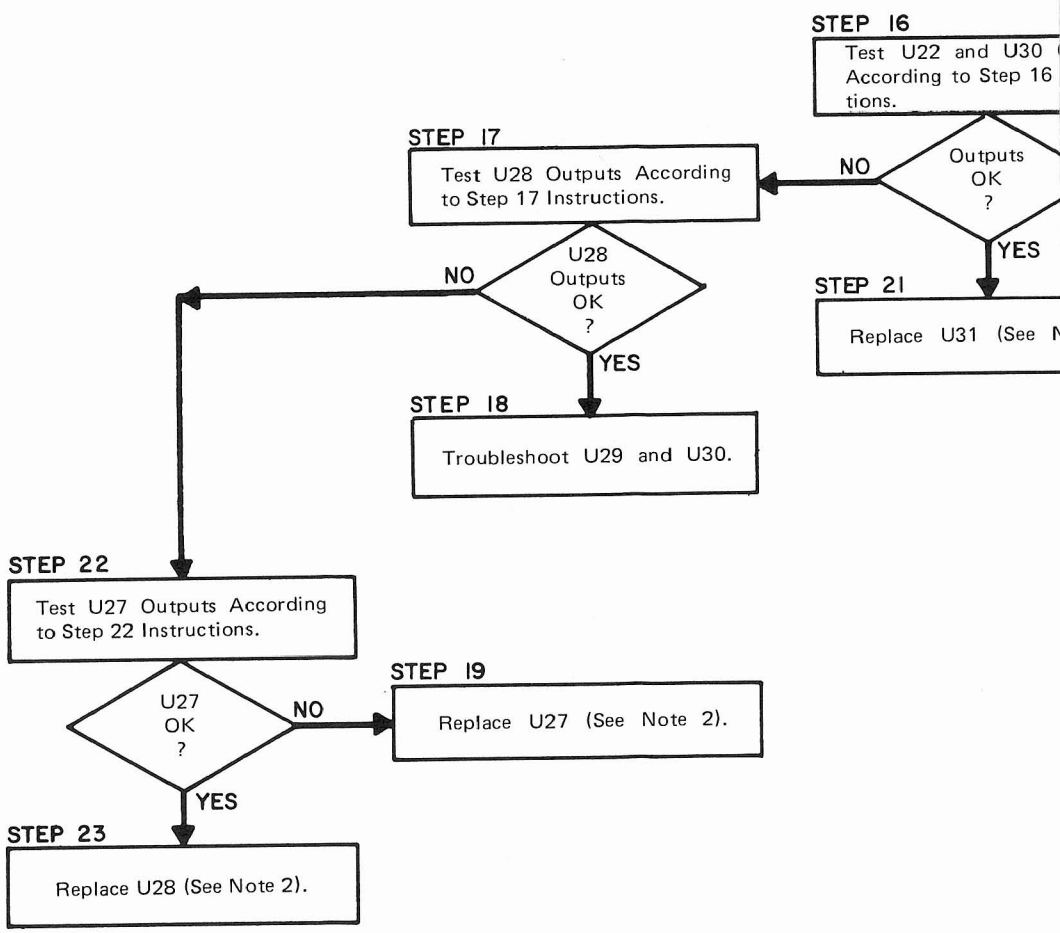 STEP 16
Test U22 and U30
According to Step 16
tions.
Outputs
OK
?
NO
YES
STEP 17
Test U28 Outputs According
to Step 17 Instructions.
U28
Outputs
OK
?
NO
YES
STEP 21
Replace U31 (See
STEP 18
Troubleshoot U29 and U30.
STEP 22
Test U27 Outputs According
to Step 22 Instructions.
U27
OK
?
NO
YES
STEP 19
Replace U27 (See Note 2).
STEP 23
Replace U28 (See Note 2).